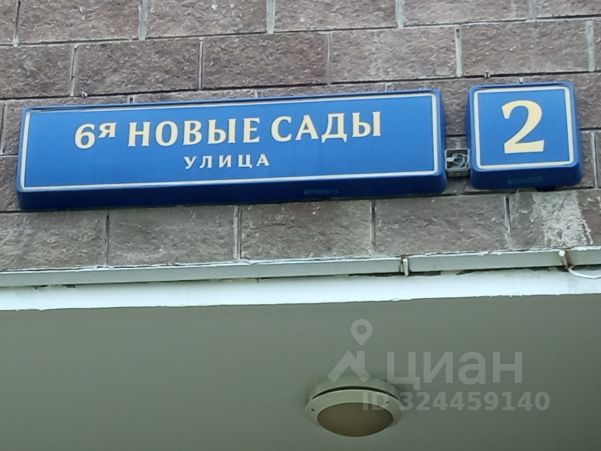 6я НОВЫЕ САДЫ
УЛИЦА
2
циан
ID 324459140